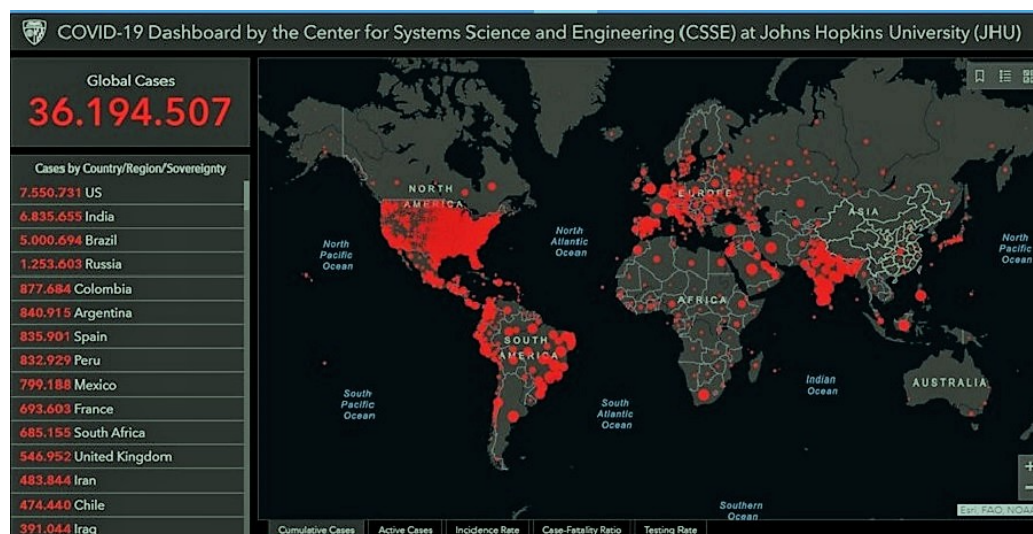 COVID-19 Dashboard by the Center for Systems Science and Engineering (CSSE) at Johns Hopkins University (JHU)
Global Cases
36.194.507
Cases by Country/Region/Sovereignty
7.550.731 US
6.835.655 India
5.000.694 Brazil
1.253.603 Russia
877.684 Colombia
840.915 Argentina
835.901 Spain
832.929 Peru
799.188 Mexico
693.603 France
685.155 South Africa
546.952 United Kingdom
483.844 Iran
474.440 Chile
391.044 Iraq
NORTH
AMERICA
EUROPE
ASIA
North
Pacific
Ocean
North
Atlantic
Ocean
North
Pacific
Ocean
AFRICA
SOUTH
AMERICA
Indian
Ocean
AUSTRALIA
South
Pacific
Ocean
South
Atlantic
Ocean
Southern
Ocean
+
−
Esri, FAO, NOAA
Cumulative Cases
Active Cases
Incidence Rate
Case-Fatality Ratio
Testing Rate